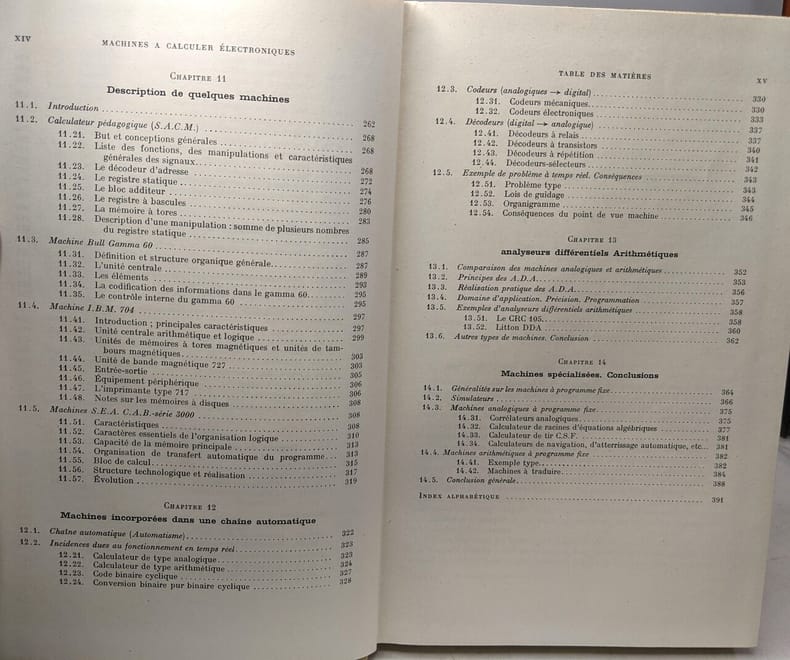 XIV
MACHINES A CALCULER ÉLECTRONIQUES
CHAPITRE 11
Description de quelques machines
11.1. Introduction 262
11.2. Calculateur pédagogique (S.A.C.M.) 268
11.21. But et conceptions générales 268
11.22. Liste des fonctions, des manipulations et caractéristiques
générales des signaux 268
11.23. Le décodeur d'adresse 272
11.24. Le registre statique 274
11.25. Le bloc additeur 276
11.26. Le registre à bascules 280
11.27. La mémoire à tores 283
11.28. Description d'une manipulation : somme de plusieurs nombres
du registre statique 285
11.3. Machine Bull Gamma 60 287
11.31. Définition et structure organique générale 287
11.32. L'unité centrale 289
11.33. Les éléments 293
11.34. La codification des informations dans le gamma 60 295
11.35. Le contrôle interne du gamma 60 295
11.4. Machine I.B.M. 704 297
11.41. Introduction ; principales caractéristiques 297
11.42. Unité centrale arithmétique et logique 299
11.43. Unités de mémoires à tores magnétiques et unités de tam-
bours magnétiques 303
11.44. Unité de bande magnétique 727 303
11.45. Entrée-sortie 305
11.46. Équipement périphérique 306
11.47. L'imprimante type 717 306
11.48. Notes sur les mémoires à disques 308
11.5. Machines S.E.A. C.A.B.-série 3000 308
11.51. Caractéristiques 308
11.52. Caractères essentiels de l'organisation logique 310
11.53. Capacité de la mémoire principale 313
11.54. Organisation de transfert automatique du programme 313
11.55. Bloc de calcul 315
11.56. Structure technologique et réalisation 317
11.57. Évolution 319
CHAPITRE 12
Machines incorporées dans une chaîne automatique
12.1. Chaîne automatique (Automatisme) 322
12.2. Incidences dues au fonctionnement en temps réel 323
12.21. Calculateur de type analogique 323
12.22. Calculateur de type arithmétique 324
12.23. Code binaire cyclique 327
12.24. Conversion binaire pur binaire cyclique 328
TABLE DES MATIÈRES
XV
12.3. Codeurs (analogiques → digital) 330
12.31. Codeurs mécaniques 330
12.32. Codeurs électroniques 333
12.4. Décodeurs (digital → analogique) 337
12.41. Décodeurs à relais 337
12.42. Décodeurs à transistors 340
12.43. Décodeurs à répétition 341
12.44. Décodeurs-sélecteurs 342
12.5. Exemple de problème à temps réel. Conséquences 343
12.51. Problème type 343
12.52. Lois de guidage 344
12.53. Organigramme 345
12.54. Conséquences du point de vue machine 346
CHAPITRE 13
analyseurs différentiels Arithmétiques
13.1. Comparaison des machines analogiques et arithmétiques 352
13.2. Principes des A.D.A. 353
13.3. Réalisation pratique des A.D.A. 356
13.4. Domaine d'application. Précision. Programmation 357
13.5. Exemples d'analyseurs différentiels arithmétiques 358
13.51. Le CRC 105 358
13.52. Litton DDA 360
13.6. Autres types de machines. Conclusion 362
CHAPITRE 14
Machines spécialisées. Conclusions
14.1. Généralités sur les machines à programme fixe 364
14.2. Simulateurs 366
14.3. Machines analogiques à programme fixe 375
14.31. Corrélateurs analogiques 375
14.32. Calculateur de racines d'équations algébriques 377
14.33. Calculateur de tir C.S.F. 381
14.34. Calculateurs de navigation, d'atterrissage automatique, etc... 381
14.4. Machines arithmétiques à programme fixe 382
14.41. Exemple type 382
14.42. Machines à traduire 384
14.5. Conclusion générale 388
INDEX ALPHABÉTIQUE 391